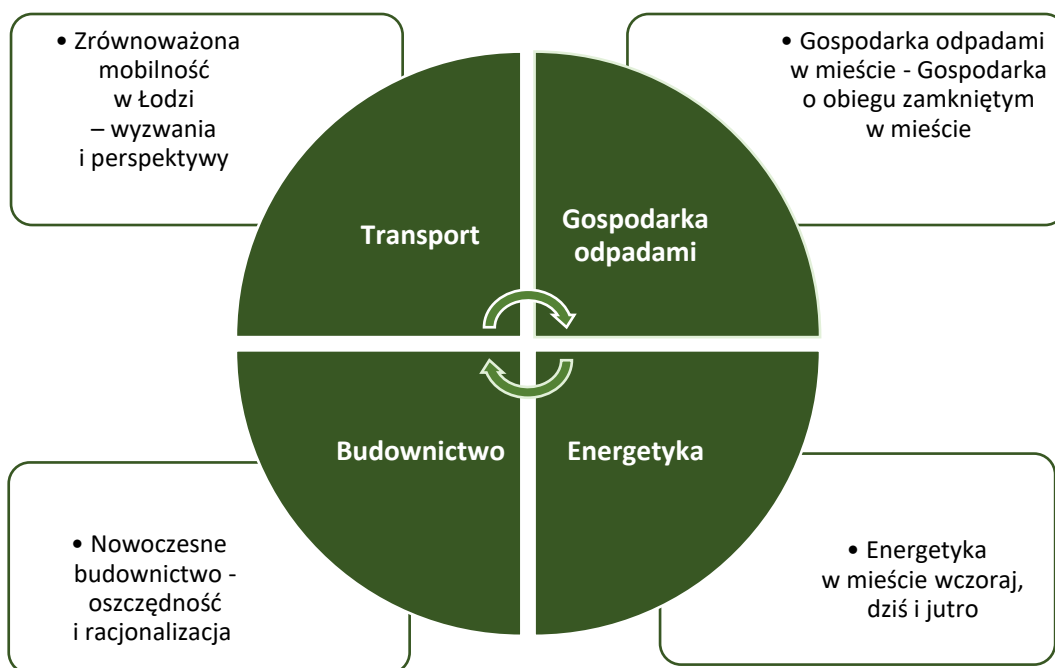 • Zrównoważona
mobilność
w Łodzi
– wyzwania
i perspektywy
• Gospodarka odpadami
w mieście - Gospodarka
o obiegu zamkniętym
w mieście
Transport
Gospodarka
odpadami
Budownictwo
Energetyka
• Nowoczesne
budownictwo -
oszczędność
i racjonalizacja
• Energetyka
w mieście wczoraj,
dziś i jutro